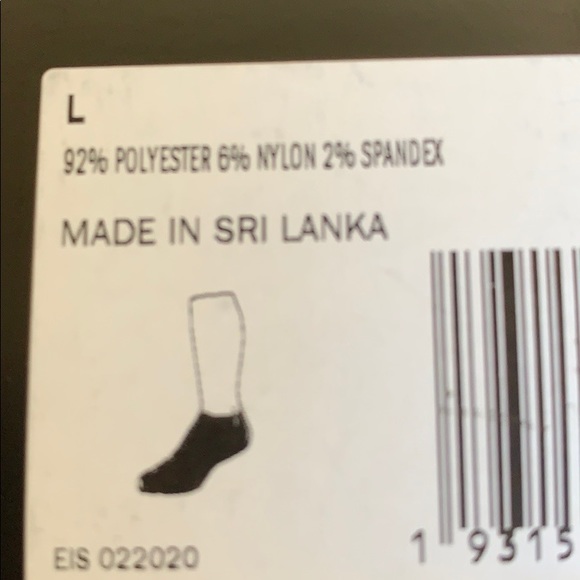 L
92% POLYESTER 6% NYLON 2% SPANDEX
MADE IN SRI LANKA
EIS 022020
1 9315